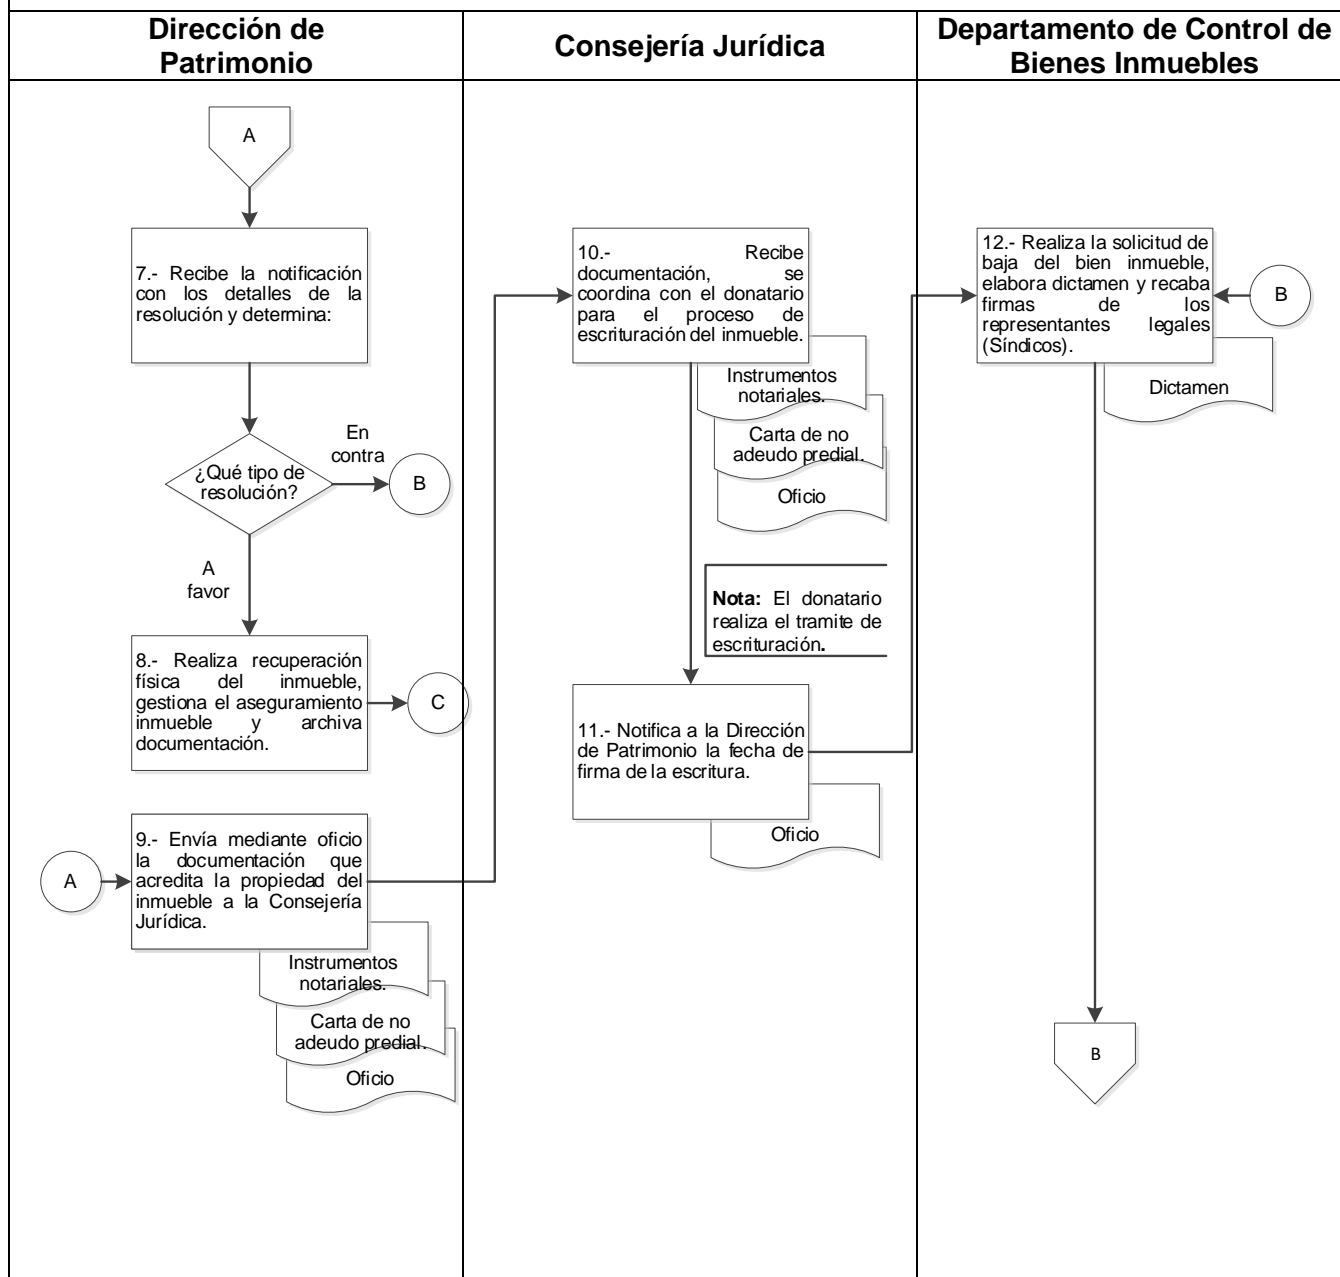 Dirección de
Patrimonio
Consejería Jurídica
Departamento de Control de
Bienes Inmuebles
A
7.- Recibe la notificación
con los detalles de la
resolución y determina:
¿Qué tipo de
resolución?
En
contra
B
A
favor
8.- Realiza recuperación
física del inmueble,
gestiona el aseguramiento
inmueble y archiva
documentación.
C
A
9.- Envía mediante oficio
la documentación que
acredita la propiedad del
inmueble a la Consejería
Jurídica.
Instrumentos
notariales.
Carta de no
adeudo predial.
Oficio
10.- Recibe
documentación, se
coordina con el donatario
para el proceso de
escrituración del inmueble.
Instrumentos
notariales.
Carta de no
adeudo predial.
Oficio
Nota: El donatario
realiza el tramite de
escrituración.
11.- Notifica a la Dirección
de Patrimonio la fecha de
firma de la escritura.
Oficio
12.- Realiza la solicitud de
baja del bien inmueble,
elabora dictamen y recaba
firmas de los
representantes legales
(Síndicos).
B
Dictamen
B